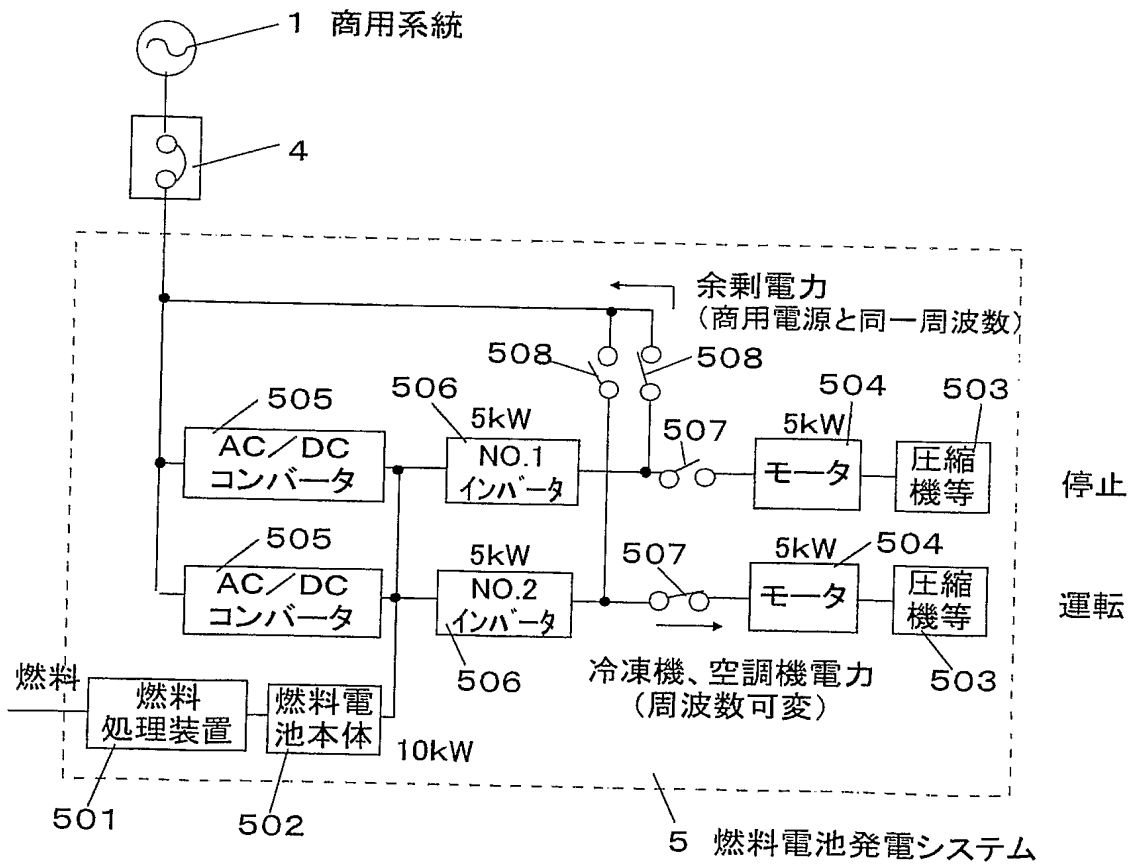 1 商用系統
4
余剰電力
(商用電源と同一周波数)
508
508
505
506
504
503
AC/DC
コンバータ
5kW
NO.1
インバータ
507
5kW
モータ
圧縮
機等
停止
505
AC/DC
コンバータ
5kW
NO.2
インバータ
507
5kW
504
モータ
圧縮
機等
運転
506
503
冷凍機、空調機電力
(周波数可変)
燃料
燃料
処理装置
燃料電
池本体
10kW
501
502
5 燃料電池発電システム